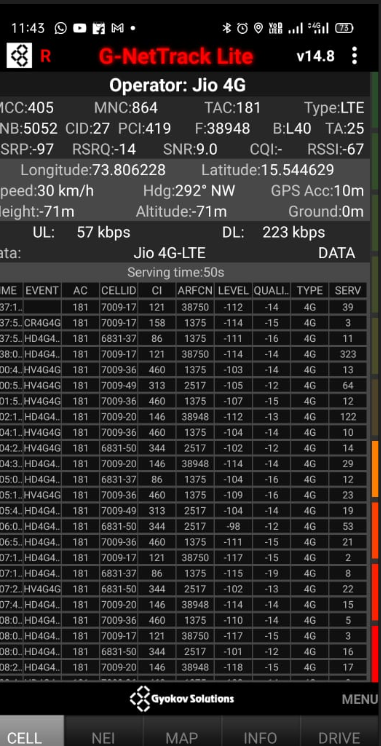 11:43 73
R G-NetTrack Lite v14.8
Operator: Jio 4G
MCC:405 MNC:864 TAC:181 Type:LTE
NB:5052 CID:27 PCI:419 F:38948 B:L40 TA:25
SRP:-97 RSRQ:-14 SNR:9.0 CQI:- RSSI:-67
Longitude:73.806228 Latitude:15.544629
peed:30 km/h Hdg:292° NW GPS Acc:10m
eight:-71m Altitude:-71m Ground:0m
UL: 57 kbps DL: 223 kbps
ata: Jio 4G-LTE DATA
Serving time:50s
IME EVENT AC CELLID CI ARFCN LEVEL QUALI.. TYPE SERV
37:1.. 181 7009-17 121 38750 -112 -14 4G 39
37:5.. CR4G4G 181 7009-17 158 1375 -114 -15 4G 3
37:5.. HD4G4.. 181 6831-37 86 1375 -111 -16 4G 11
38:0.. HD4G4.. 181 7009-17 121 38750 -114 -14 4G 323
00:4.. HV4G4G 181 7009-36 460 1375 -103 -14 4G 13
00:5.. HV4G4G 181 7009-49 313 2517 -105 -12 4G 64
01:5.. HV4G4G 181 7009-36 460 1375 -107 -15 4G 12
02:1.. HD4G4.. 181 7009-20 146 38948 -112 -13 4G 122
04:1.. HV4G4G 181 7009-36 460 1375 -104 -14 4G 10
04:2.. HV4G4G 181 6831-50 344 2517 -102 -12 4G 14
04:3.. HD4G4.. 181 7009-20 146 38948 -114 -14 4G 29
05:0.. HD4G4.. 181 6831-37 86 1375 -104 -16 4G 12
05:1.. HD4G4.. 181 7009-36 460 1375 -109 -16 4G 23
05:4.. HD4G4.. 181 7009-49 313 2517 -104 -14 4G 19
06:0.. HD4G4.. 181 6831-50 344 2517 -98 -12 4G 53
06:5.. HD4G4.. 181 7009-36 460 1375 -111 -15 4G 21
07:1.. HD4G4.. 181 7009-17 121 38750 -117 -15 4G 2
07:1.. HD4G4.. 181 6831-37 86 1375 -115 -19 4G 8
07:2.. HV4G4G 181 6831-50 344 2517 -102 -13 4G 22
07:4.. HD4G4.. 181 7009-20 146 38948 -114 -14 4G 15
08:0.. HD4G4.. 181 7009-36 460 1375 -110 -14 4G 5
08:0.. HD4G4.. 181 7009-17 121 38750 -117 -15 4G 3
08:0.. HD4G4.. 181 6831-50 344 2517 -101 -12 4G 16
08:2.. HD4G4.. 181 7009-20 146 38948 -118 -15 4G 17
Gyokov Solutions MENU
CELL NEI MAP INFO DRIVE